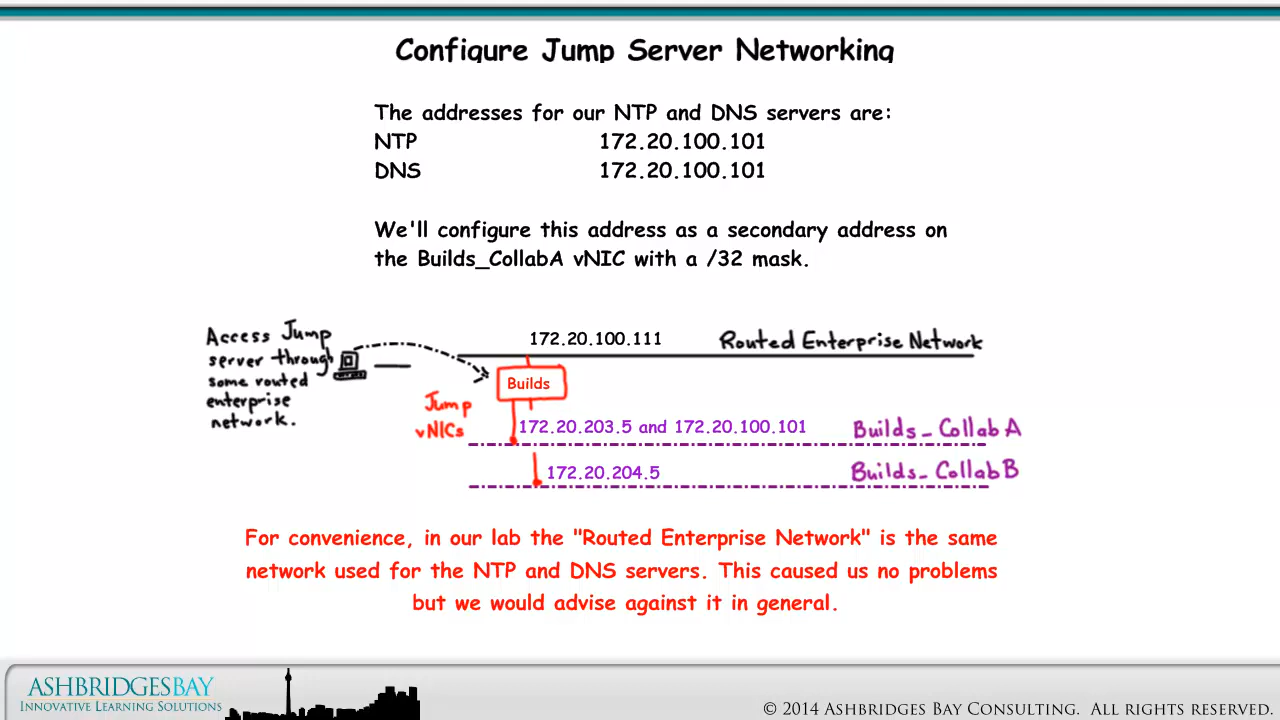 Configure Jump Server Networking
The addresses for our NTP and DNS servers are:
NTP 172.20.100.101
DNS 172.20.100.101
We'll configure this address as a secondary address on
the Builds_CollabA vNIC with a /32 mask.
Access Jump
server through
some routed
enterprise
network.
172.20.100.111 Routed Enterprise Network
Builds
Jump
vNICs
172.20.203.5 and 172.20.100.101 Builds_CollabA
172.20.204.5 Builds_CollabB
For convenience, in our lab the "Routed Enterprise Network" is the same
network used for the NTP and DNS servers. This caused us no problems
but we would advise against it in general.
ASHBRIDGESBAY
INNOVATIVE LEARNING SOLUTIONS
© 2014 ASHBRIDGES BAY CONSULTING. ALL RIGHTS RESERVED.